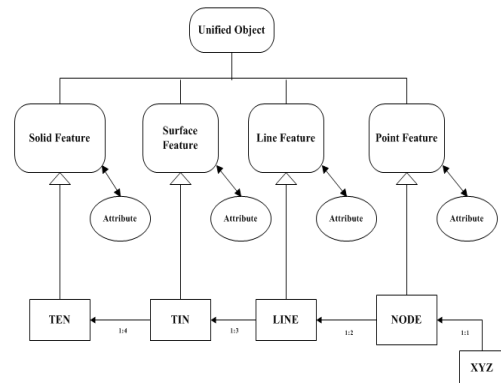 Unified Object
Solid Feature
Surface
Feature
Line Feature
Point Feature
Attribute
Attribute
Attribute
Attribute
TEN
1:4
TIN
1:3
LINE
1:2
NODE
1:1
XYZ